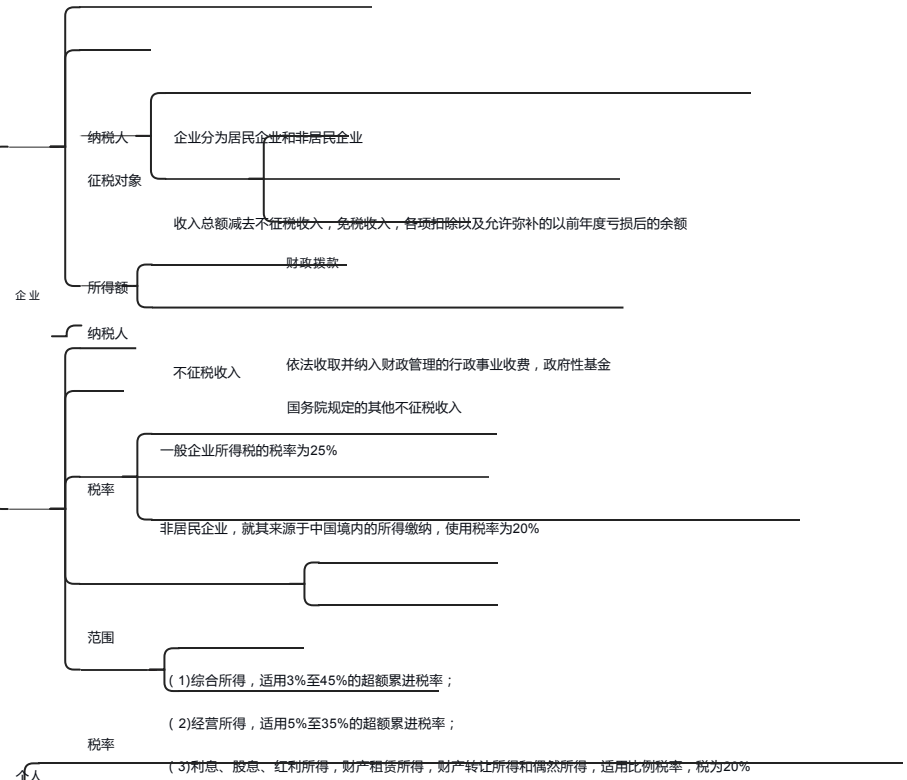 纳税人
企业分为居民企业和非居民企业
征税对象
收入总额减去不征税收入，免税收入，各项扣除以及允许弥补的以前年度亏损后的余额
财政拨款
所得额
企业
纳税人
依法收取并纳入财政管理的行政事业收费，政府性基金
不征税收入
国务院规定的其他不征税收入
一般企业所得税的税率为25%
税率
非居民企业，就其来源于中国境内的所得缴纳，使用税率为20%
范围
（1)综合所得，适用3%至45%的超额累进税率；
（2)经营所得，适用5%至35%的超额累进税率；
税率
（3)利息、股息、红利所得，财产租赁所得，财产转让所得和偶然所得，适用比例税率，税为20%
个人